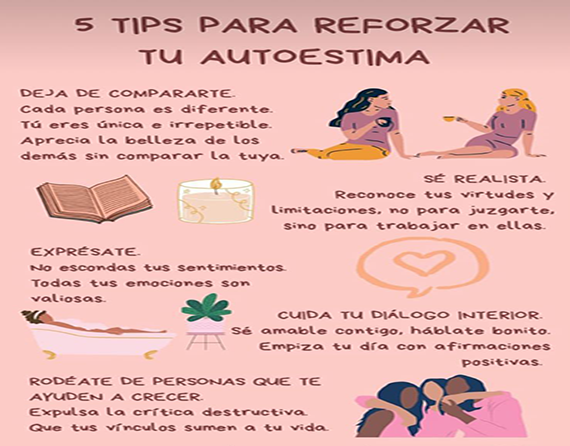 5 TIPS PARA REFORZAR
TU AUTOESTIMA
DEJA DE COMPARARTE.
Cada persona es diferente.
Tú eres única e irrepetible.
Aprecia la belleza de los
demás sin comparar la tuya.
SÉ REALISTA.
Reconoce tus virtudes y
limitaciones, no para juzgarte,
sino para trabajar en ellas.
EXPRÉSATE.
No escondas tus sentimientos.
Todas tus emociones son
valiosas.
CUIDA TU DIÁLOGO INTERIOR.
Sé amable contigo, háblate bonito.
Empiza tu día con afirmaciones
positivas.
RODÉATE DE PERSONAS QUE TE
AYUDEN A CRECER.
Expulsa la crítica destructiva.
Que tus vínculos sumen a tu vida.